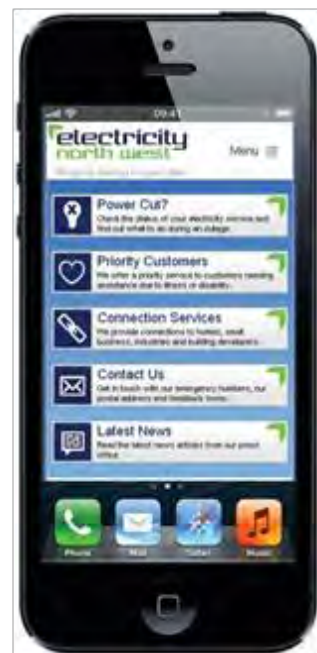 09:41
electricity
north west
Menu
Power Cut?
Check the status of your electricity service and
find out what to do during an outage.
Priority Customers
We offer a priority service to customers needing
assistance due to illness or disability.
Connection Services
We provide connections to homes, small
business, industries and building developers.
Contact Us
Get in touch with our emergency numbers, our
postal address and feedback forms.
Latest News
Read the latest news articles from our press
office.
Phone
Mail
Safari
Music